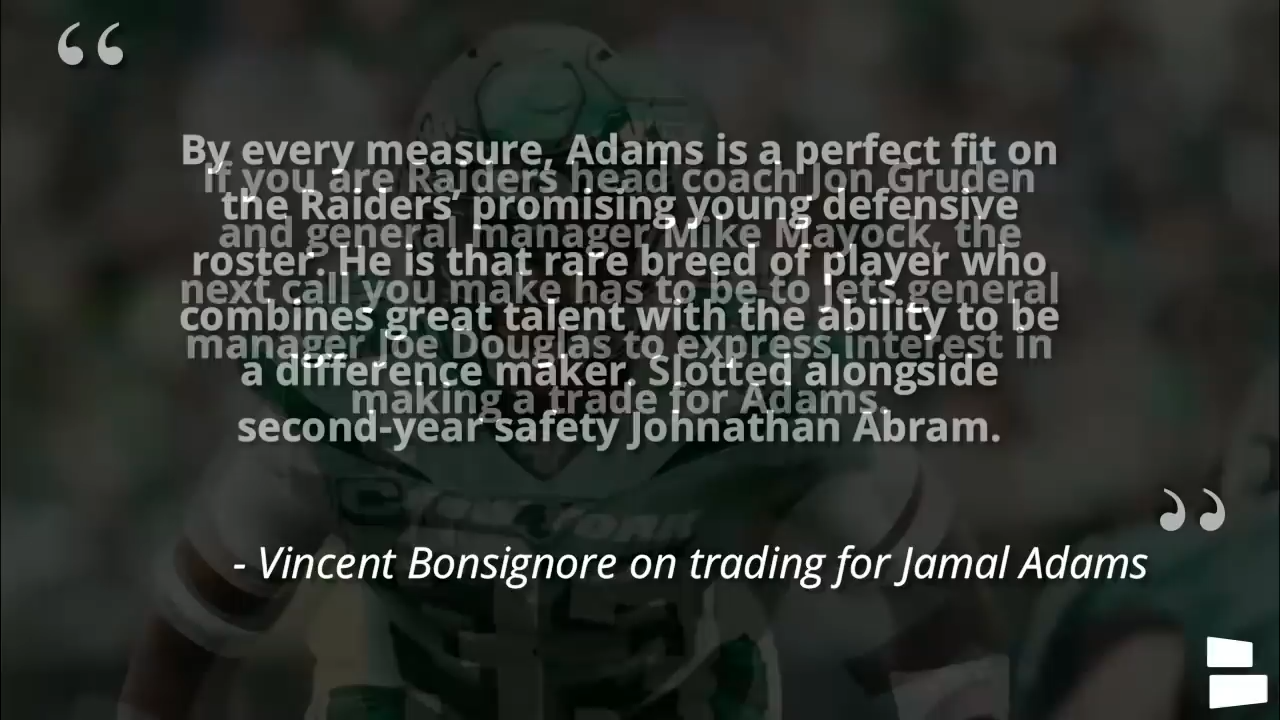 “
By every measure, Adams is a perfect fit on
the Raiders' promising young defensive
roster. He is that rare breed of player who
combines great talent with the ability to be
a difference maker. Slotted alongside
second-year safety Johnathan Abram.
If you are Raiders head coach Jon Gruden
and general manager Mike Mayock, the
next call you make has to be to Jets general
manager Joe Douglas to express interest in
making a trade for Adams.
”
- Vincent Bonsignore on trading for Jamal Adams
NEW YORK